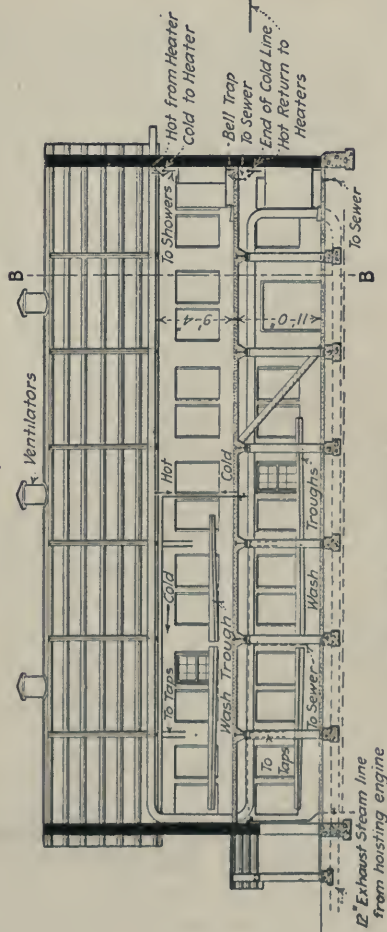 Ventilators
Hot from Heater
Cold to Heater
To Showers
Bell Trap
To Sewer
End of Cold Line
Hot Return to
Heaters
B
B
To Taps
Cold
Hot
Cold
9'-4"
11'-0"
Wash Trough
To
Taps
To Sewer
Wash
Troughs
To Sewer
12" Exhaust Steam line
from hoisting engine